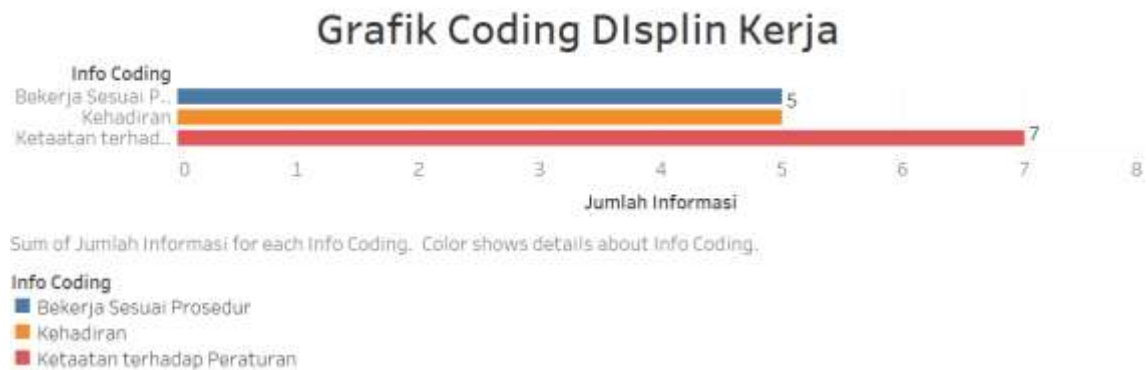 Grafik Coding DIsplin Kerja
Info Coding
Bekerja Sesuai P..
5
Kehadiran
Ketaatan terhad..
7
0 1 2 3 4 5 6 7 8
Jumlah Informasi
Sum of Jumlah Informasi for each Info Coding. Color shows details about Info Coding.
Info Coding
Bekerja Sesuai Prosedur
Kehadiran
Ketaatan terhadap Peraturan